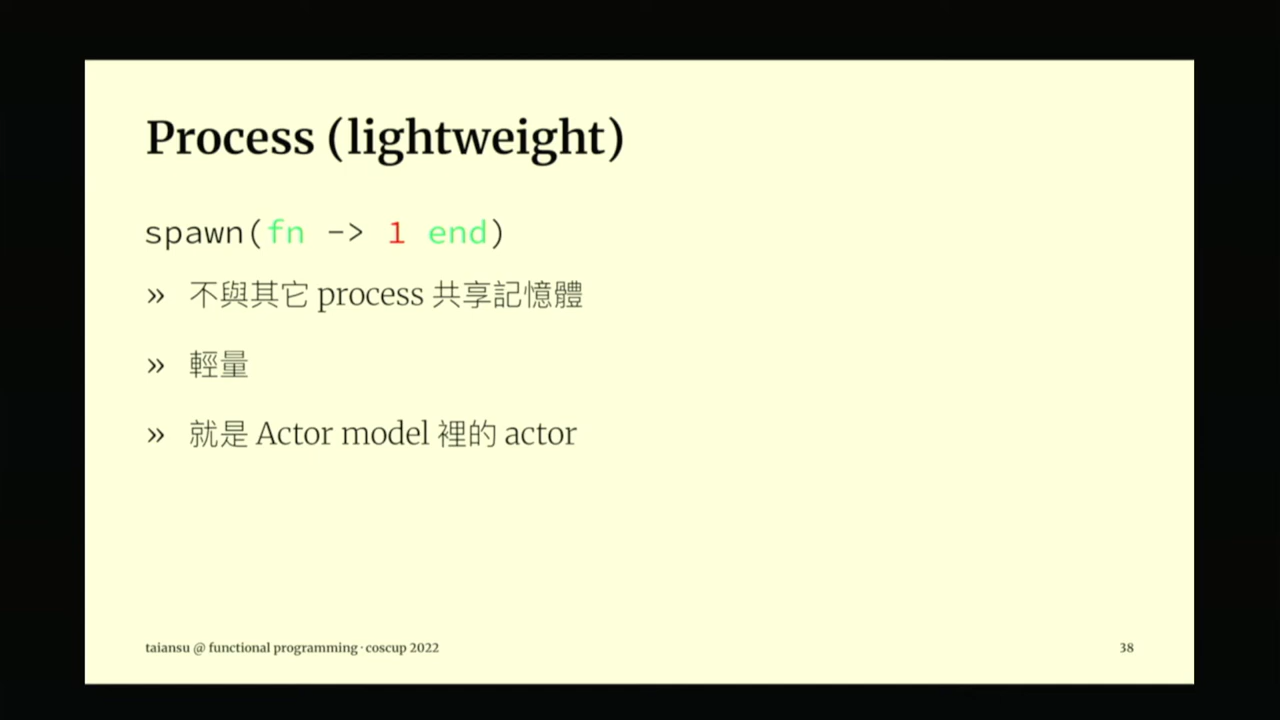 Process (lightweight)
spawn(fn -> 1 end)
» 不與其它 process 共享記憶體
» 輕量
» 就是 Actor model 裡的 actor
taiansu @ functional programming · coscup 2022
38